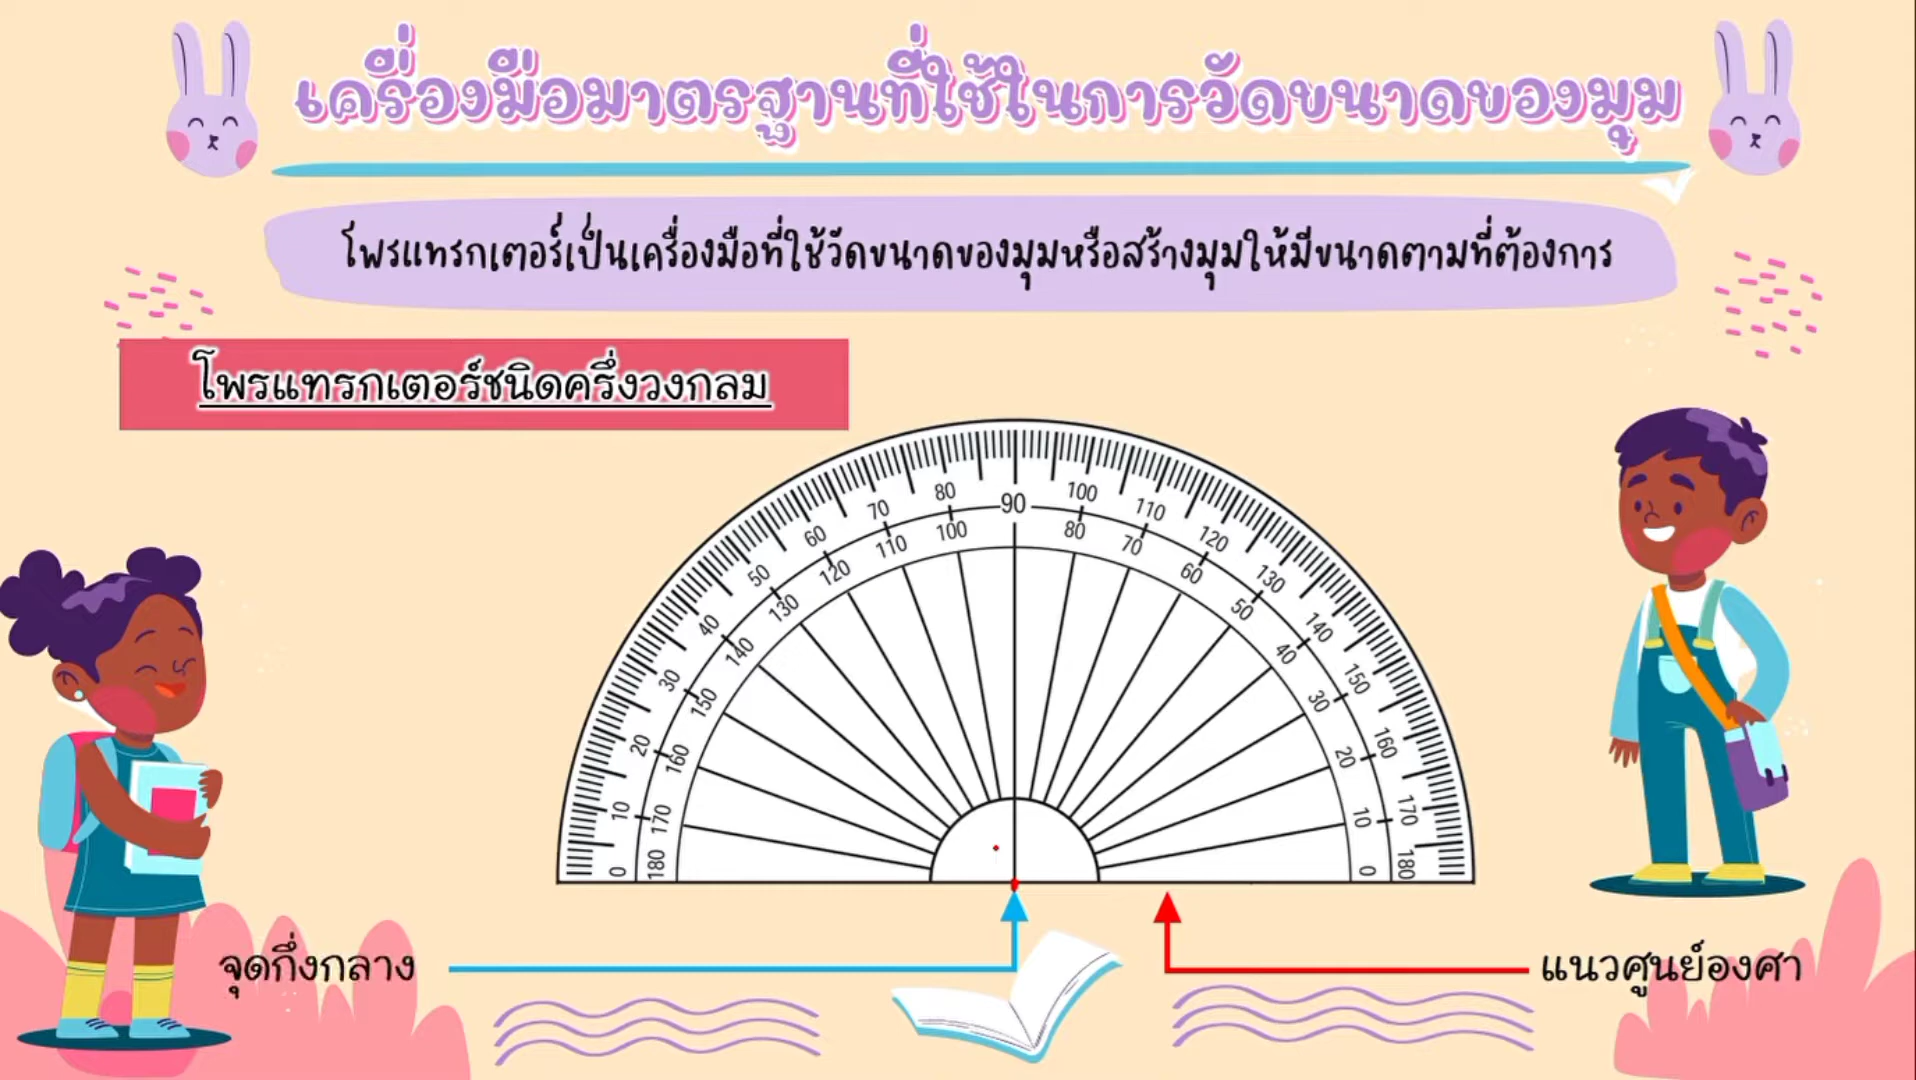 เครื่องมือมาตรฐานที่ใช้ในการวัดขนาดของมุม
โพรแทรกเตอร์เป็นเครื่องมือที่ใช้วัดขนาดของมุมหรือสร้างมุมให้มีขนาดตามที่ต้องการ
โพรแทรกเตอร์ชนิดครึ่งวงกลม
0 10 20 30 40 50 60 70 80 90 100 110 120 130 140 150 160 170 180
180 170 160 150 140 130 120 110 100 80 70 60 50 40 30 20 10 0
จุดกึ่งกลาง
แนวศูนย์องศา